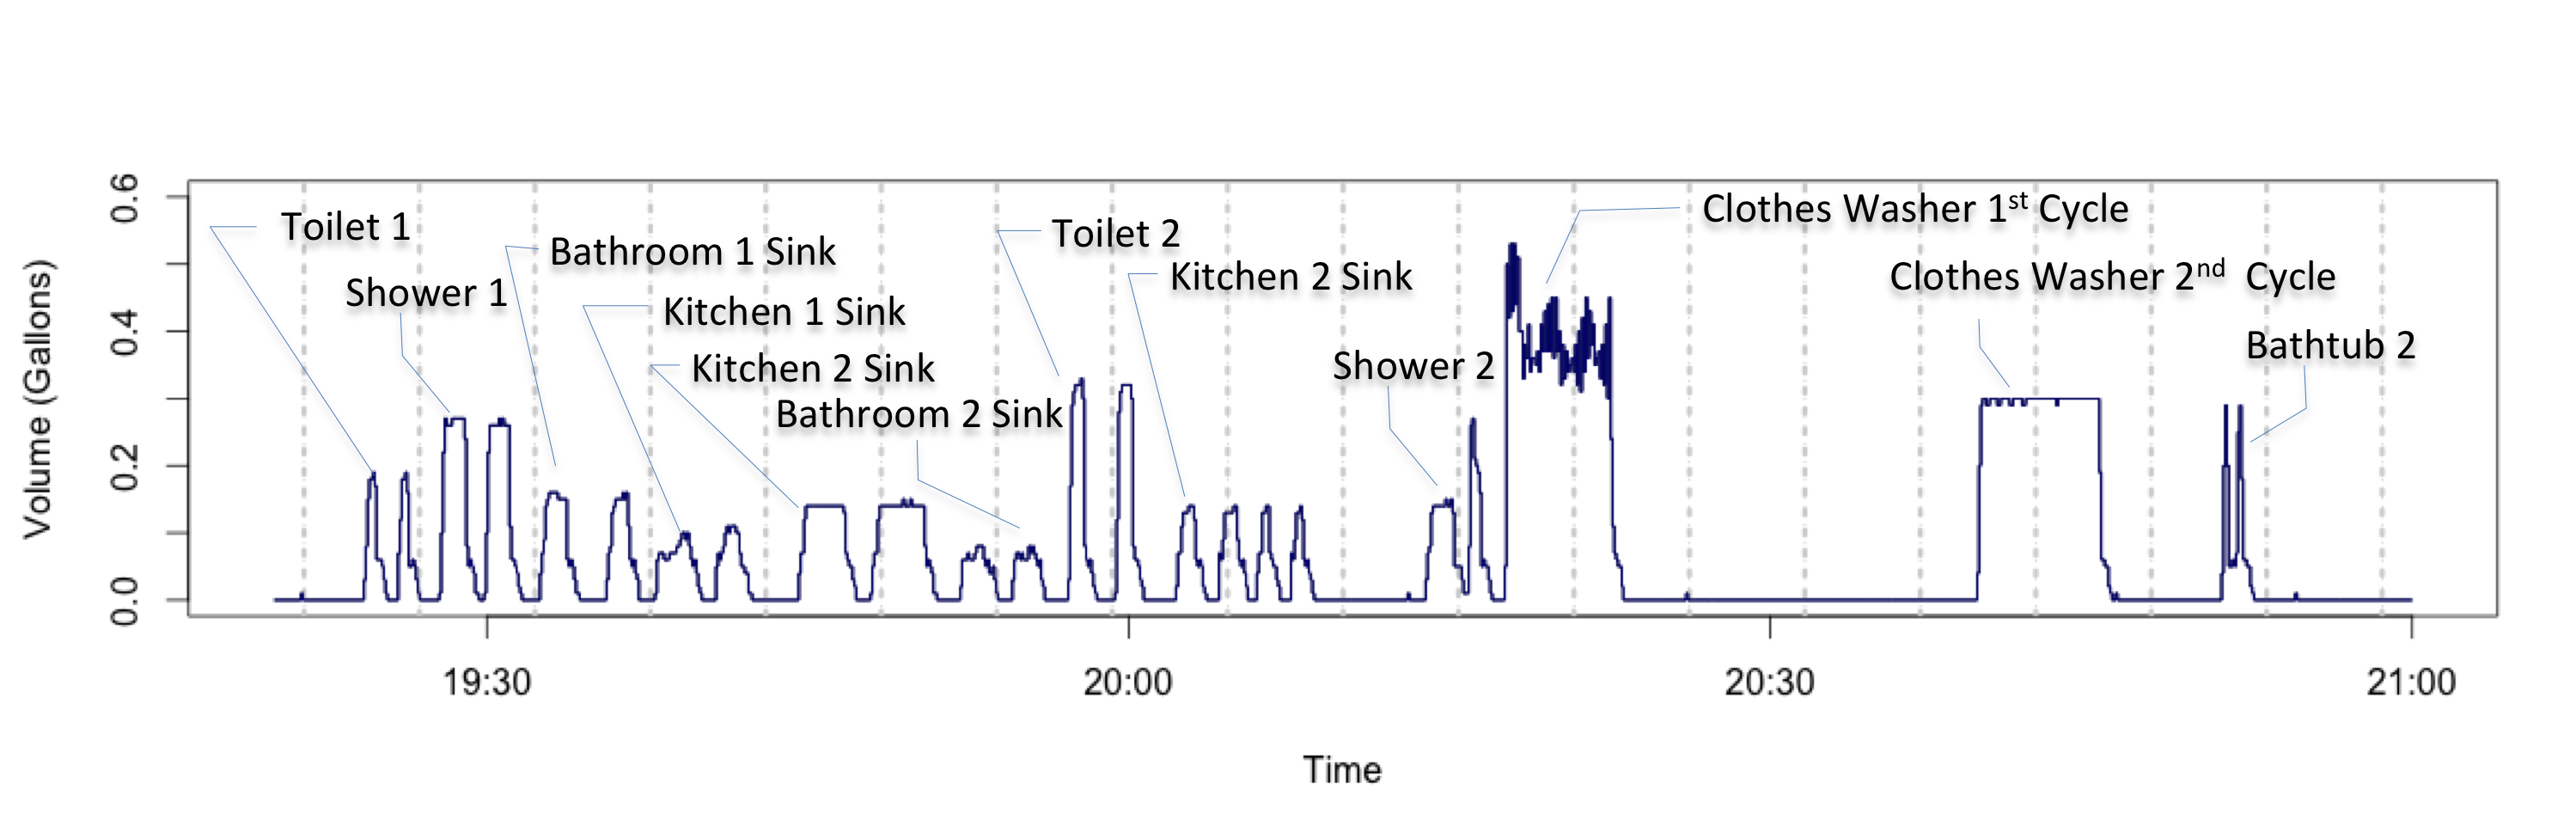 Clothes Washer 1st Cycle
Toilet 1
Toilet 2
Bathroom 1 Sink
Kitchen 2 Sink
Clothes Washer 2nd Cycle
Shower 1
Kitchen 1 Sink
Bathtub 2
Kitchen 2 Sink
Shower 2
Bathroom 2 Sink
Volume (Gallons)
0.6
0.4
0.2
0.0
19:30 20:00 20:30 21:00
Time